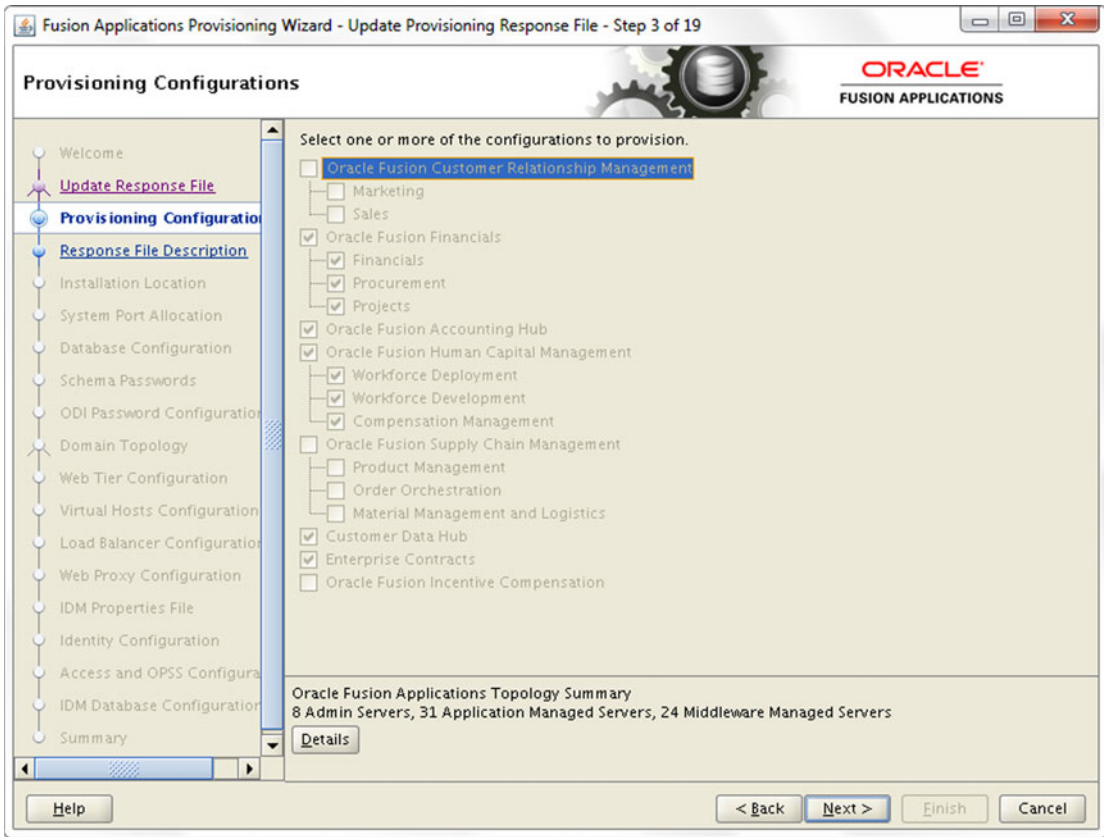 Fusion Applications Provisioning Wizard - Update Provisioning Response File - Step 3 of 19
Provisioning Configurations
ORACLE
FUSION APPLICATIONS
Welcome
Update Response File
Provisioning Configuration
Response File Description
Installation Location
System Port Allocation
Database Configuration
Schema Passwords
ODI Password Configuration
Domain Topology
Web Tier Configuration
Virtual Hosts Configuration
Load Balancer Configuration
Web Proxy Configuration
IDM Properties File
Identity Configuration
Access and OPSS Configura
IDM Database Configuration
Summary
Select one or more of the configurations to provision.
Oracle Fusion Customer Relationship Management
Marketing
Sales
Oracle Fusion Financials
Financials
Procurement
Projects
Oracle Fusion Accounting Hub
Oracle Fusion Human Capital Management
Workforce Deployment
Workforce Development
Compensation Management
Oracle Fusion Supply Chain Management
Product Management
Order Orchestration
Material Management and Logistics
Customer Data Hub
Enterprise Contracts
Oracle Fusion Incentive Compensation
Oracle Fusion Applications Topology Summary
8 Admin Servers, 31 Application Managed Servers, 24 Middleware Managed Servers
Details
Help
< Back
Next >
Finish
Cancel